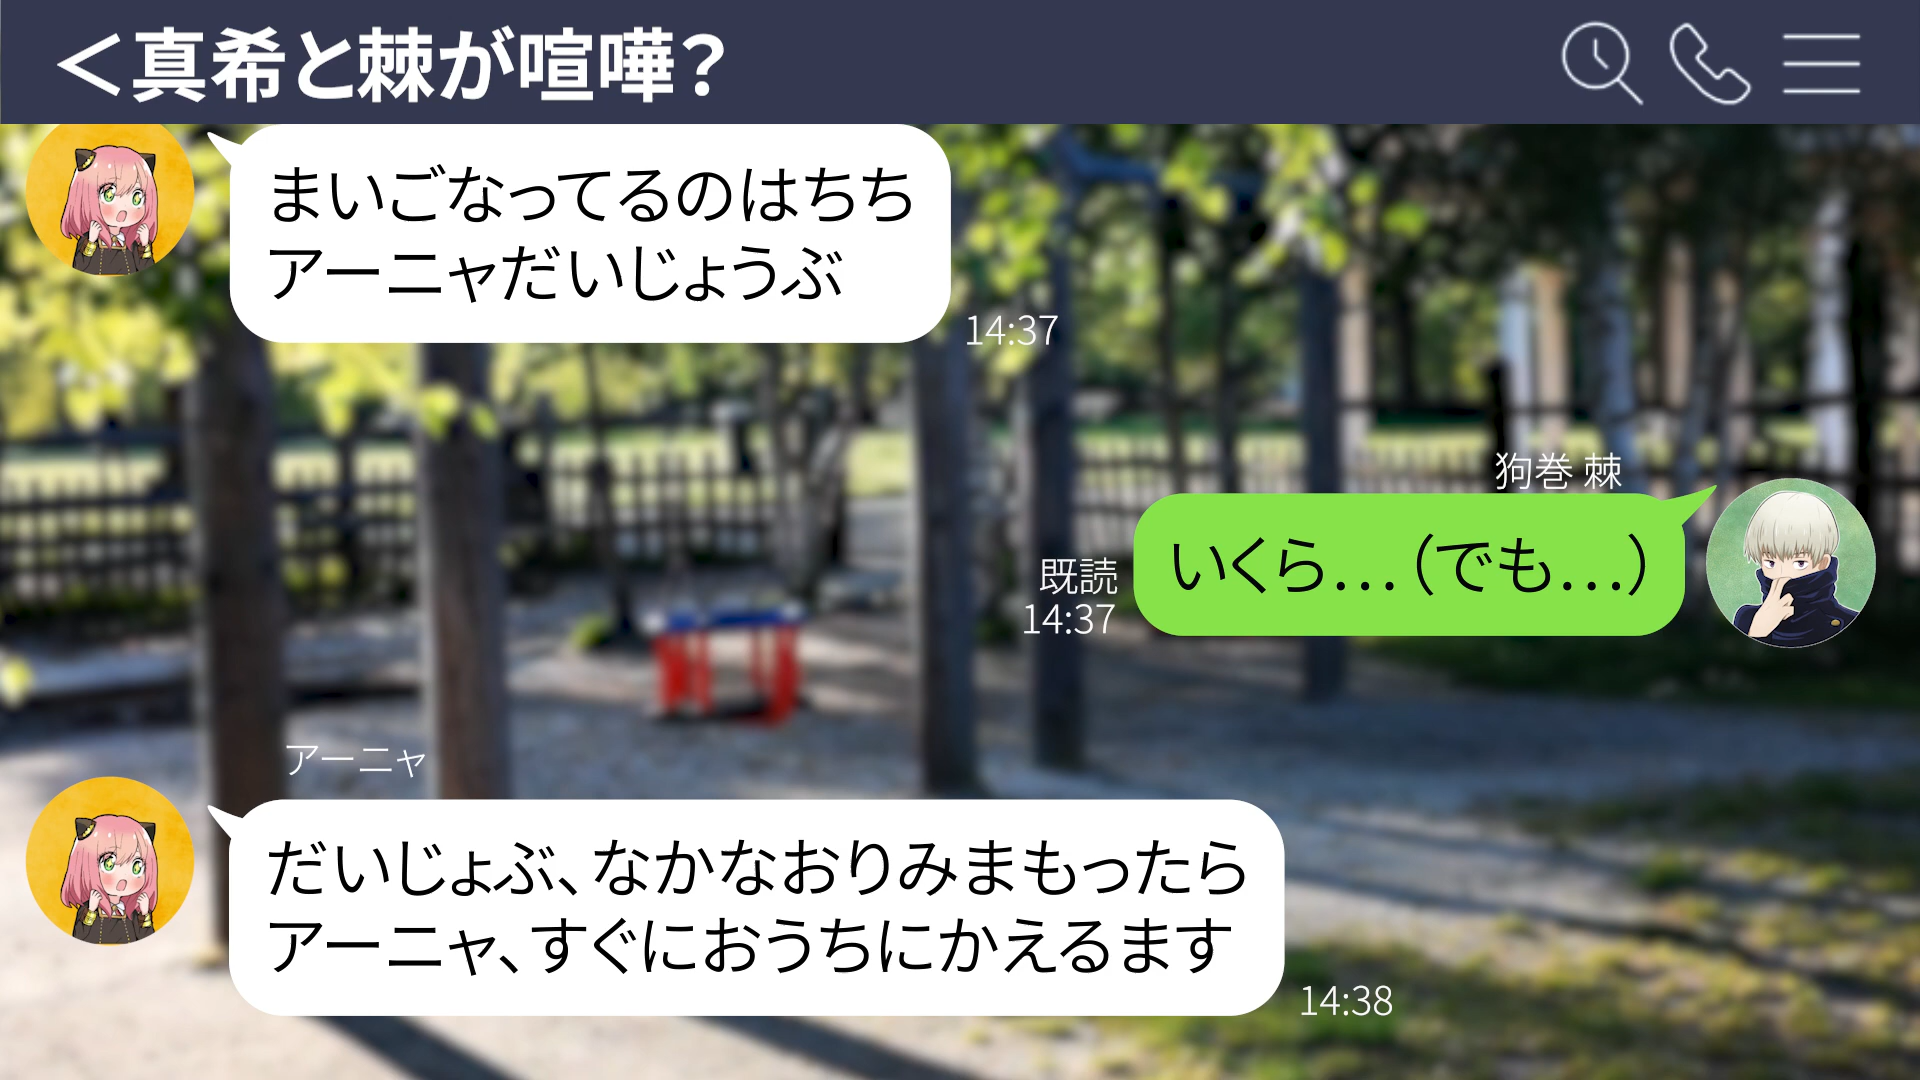 ＜真希と棘が喧嘩？
まいごなってるのはちち
アーニャだいじょうぶ
14:37
狗巻 棘
いくら…（でも…）
既読
14:37
アーニャ
だいじょぶ、なかなおりみまもったら
アーニャ、すぐにおうちにかえるます
14:38